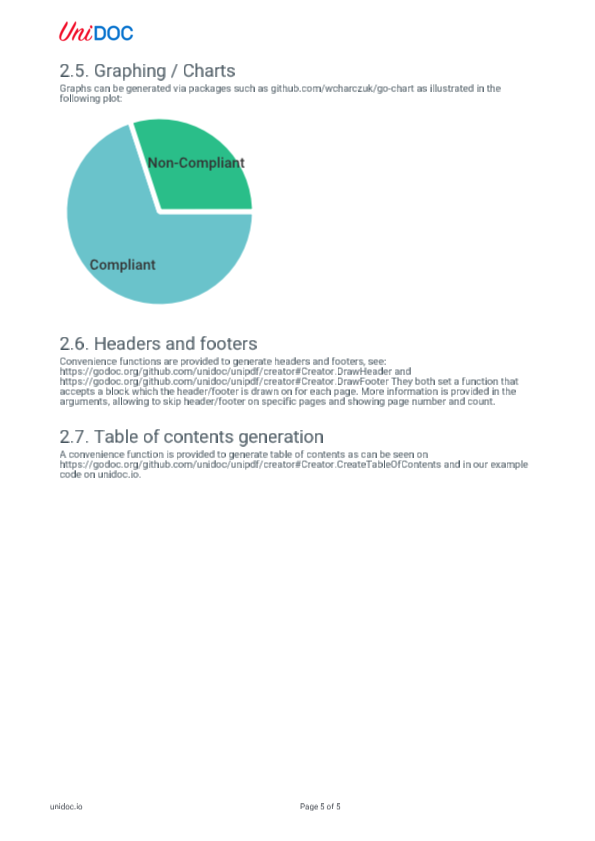 UniDOC
2.5. Graphing / Charts
Graphs can be generated via packages such as github.com/wcharczuk/go-chart as illustrated in the
following plot:
Non-Compliant
Compliant
2.6. Headers and footers
Convenience functions are provided to generate headers and footers, see:
https://godoc.org/github.com/unidoc/unipdf/creator#Creator.DrawHeader and
https://godoc.org/github.com/unidoc/unipdf/creator#Creator.DrawFooter They both set a function that
accepts a block which the header/footer is drawn on for each page. More information is provided in the
arguments, allowing to skip header/footer on specific pages and showing page number and count.
2.7. Table of contents generation
A convenience function is provided to generate table of contents as can be seen on
https://godoc.org/github.com/unidoc/unipdf/creator#Creator.CreateTableOfContents and in our example
code on unidoc.io.
unidoc.io
Page 5 of 5